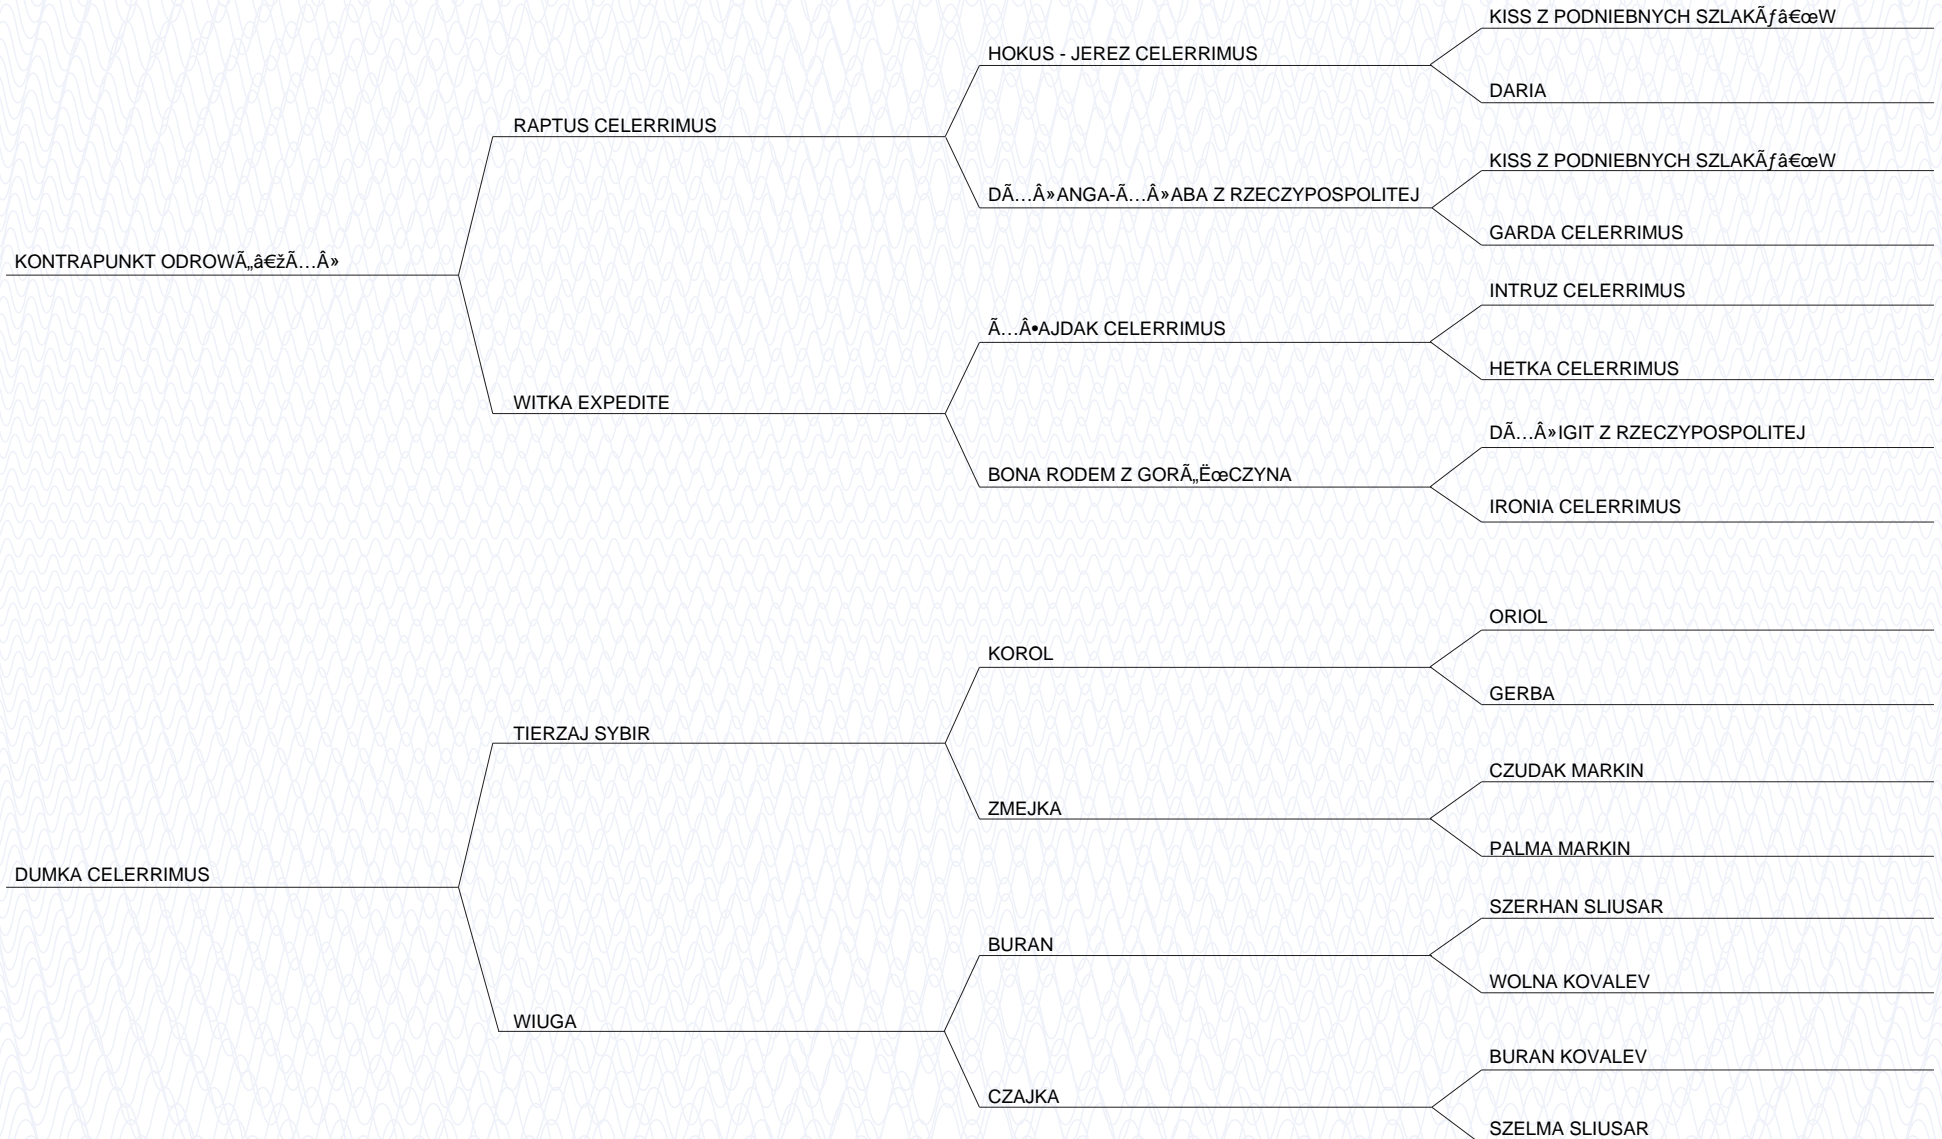 KISS Z PODNIEBNYCH SZLAKÃƒâ€œW
HOKUS - JEREZ CELERRIMUS
DARIA
RAPTUS CELERRIMUS
KISS Z PODNIEBNYCH SZLAKÃƒâ€œW
DÃ…Â»ANGA-Ã…Â»ABA Z RZECZYPOSPOLITEJ
GARDA CELERRIMUS
KONTRAPUNKT ODROWÃ„â€žÃ…Â»
INTRUZ CELERRIMUS
Ã…Â•AJDAK CELERRIMUS
HETKA CELERRIMUS
WITKA EXPEDITE
DÃ…Â»IGIT Z RZECZYPOSPOLITEJ
BONA RODEM Z GORÃ„ËœCZYNA
IRONIA CELERRIMUS
ORIOL
KOROL
GERBA
TIERZAJ SYBIR
CZUDAK MARKIN
ZMEJKA
PALMA MARKIN
DUMKA CELERRIMUS
SZERHAN SLIUSAR
BURAN
WOLNA KOVALEV
WIUGA
BURAN KOVALEV
CZAJKA
SZELMA SLIUSAR